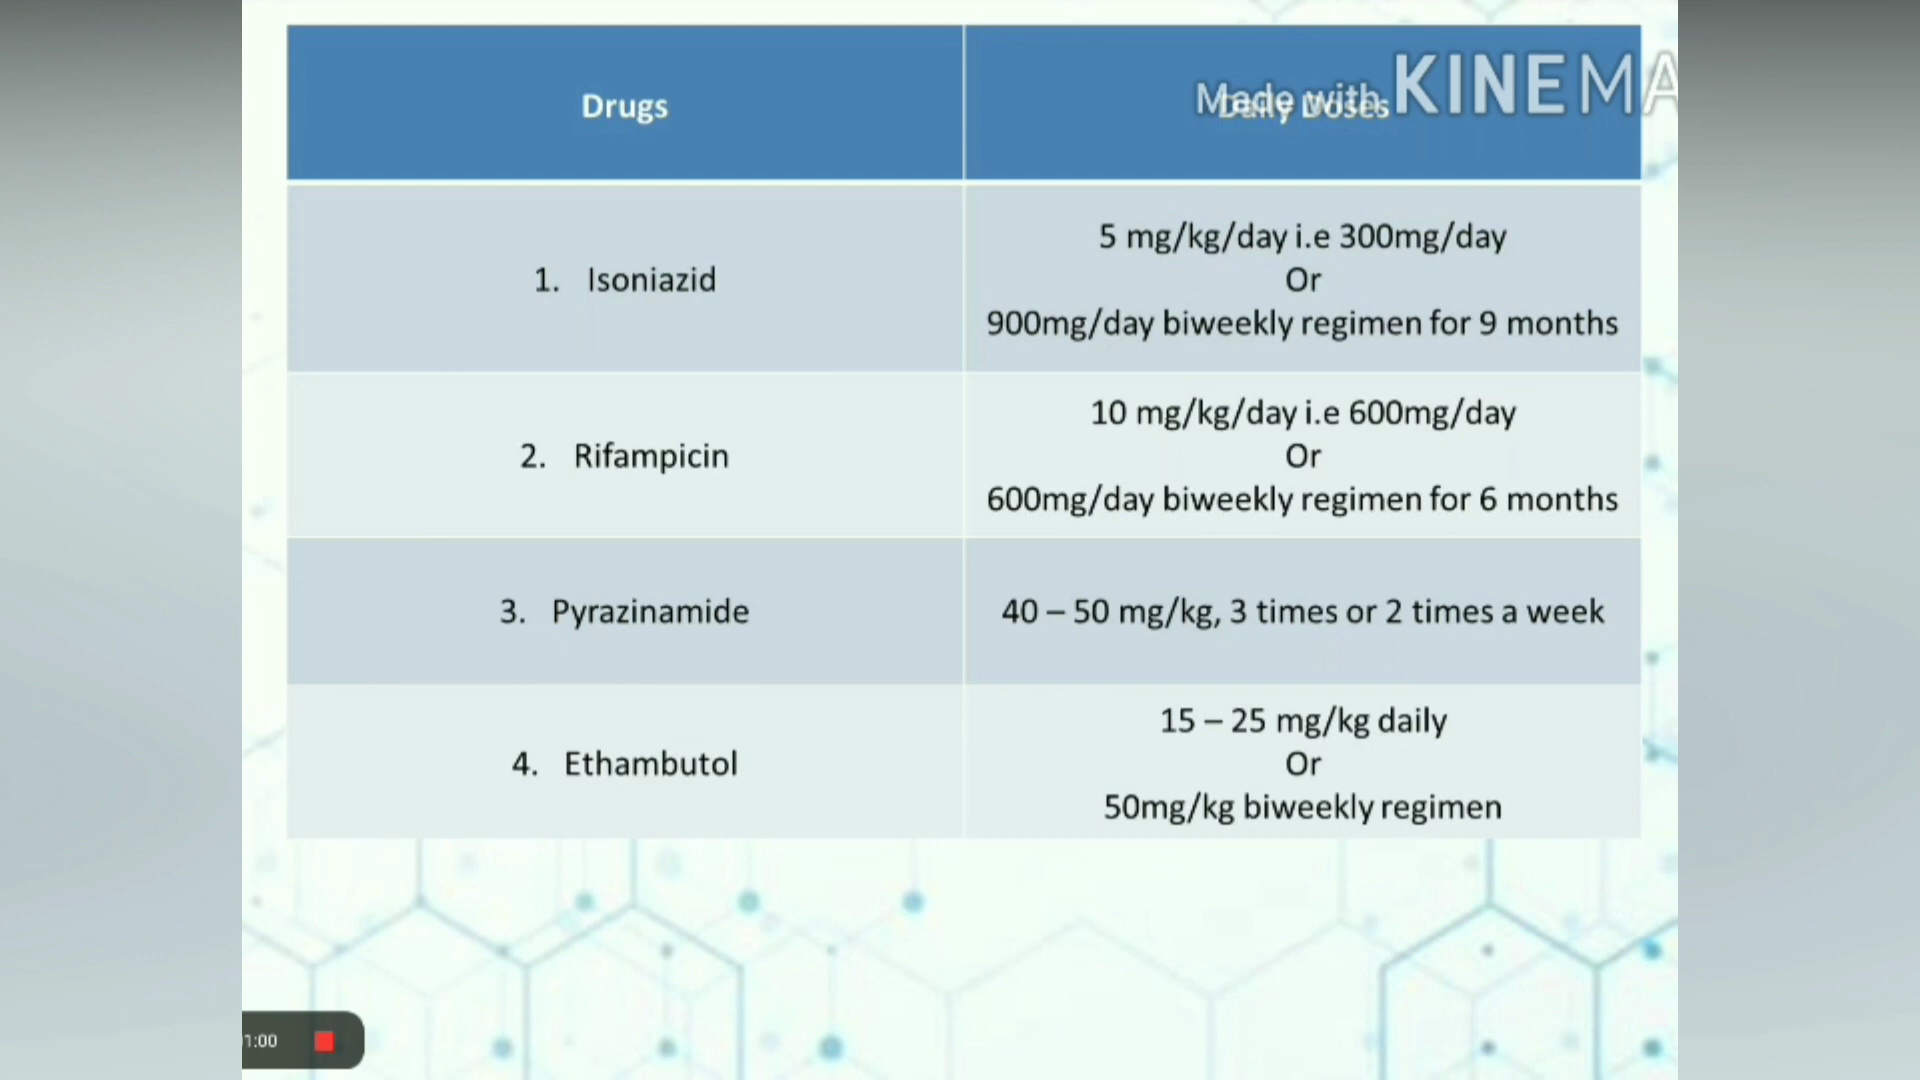 Drugs
Daily Doses
Made with KINEMA
1. Isoniazid
5 mg/kg/day i.e 300mg/day
Or
900mg/day biweekly regimen for 9 months
2. Rifampicin
10 mg/kg/day i.e 600mg/day
Or
600mg/day biweekly regimen for 6 months
3. Pyrazinamide
40 – 50 mg/kg, 3 times or 2 times a week
4. Ethambutol
15 – 25 mg/kg daily
Or
50mg/kg biweekly regimen
1:00